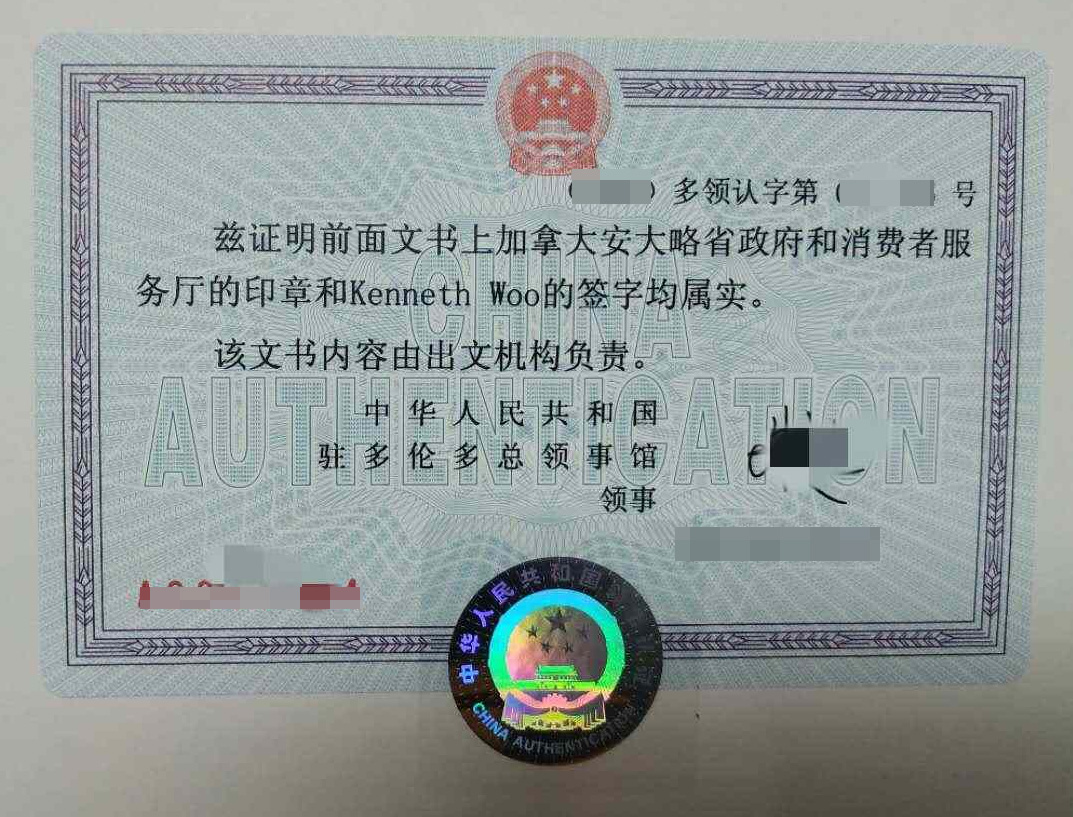 多领认字第 号
兹证明前面文书上加拿大安大略省政府和消费者服
务厅的印章和Kenneth Woo的签字均属实。
该文书内容由出文机构负责。
中华人民共和国
驻多伦多总领事馆
领事
CHINA
AUTHENTICATION
中华人民共和国
CHINA AUTHENTICATION